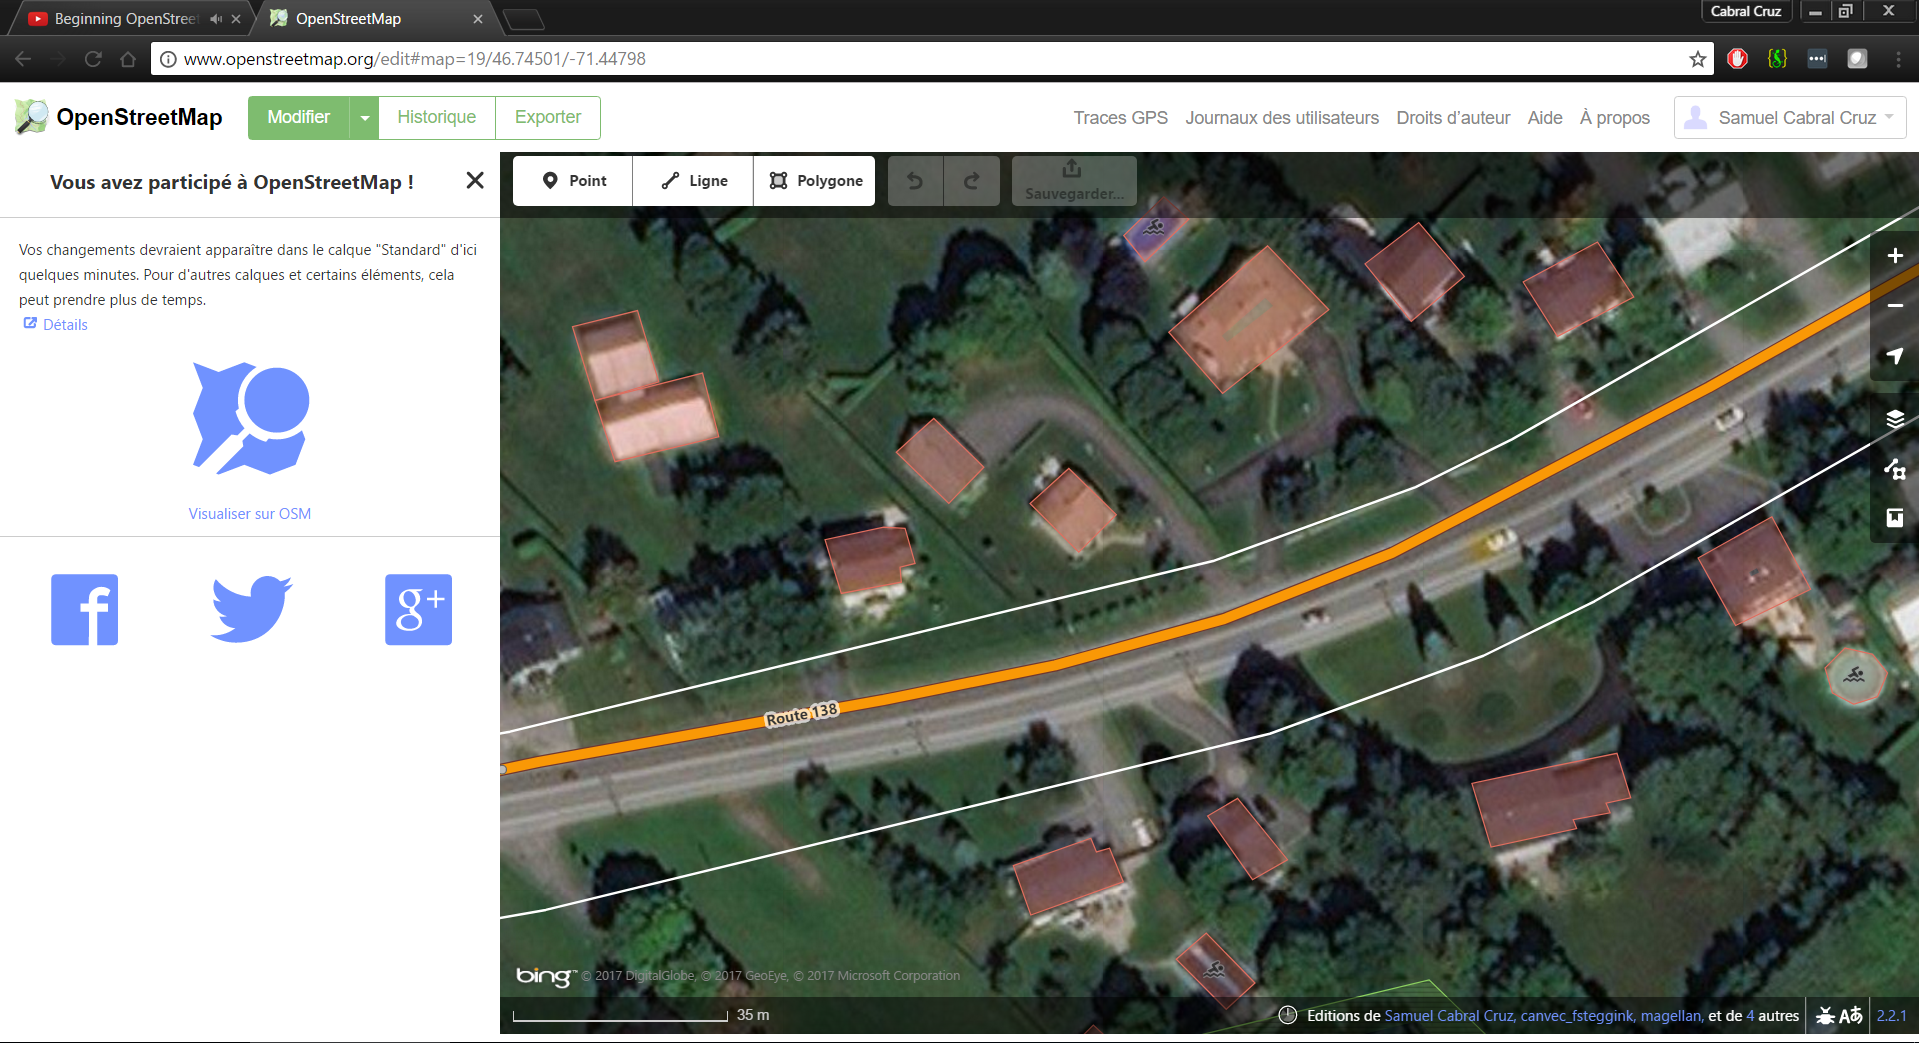 Beginning OpenStreet
OpenStreetMap
Cabral Cruz
www.openstreetmap.org/edit#map=19/46.74501/-71.44798
OpenStreetMap
Modifier
Historique
Exporter
Traces GPS
Journaux des utilisateurs
Droits d'auteur
Aide
À propos
Samuel Cabral Cruz
Vous avez participé à OpenStreetMap !
Point
Ligne
Polygone
Sauvegarder...
Vos changements devraient apparaître dans le calque "Standard" d'ici
quelques minutes. Pour d'autres calques et certains éléments, cela
peut prendre plus de temps.
Détails
Visualiser sur OSM
f
g+
Route 138
bing™ © 2017 DigitalGlobe, © 2017 GeoEye, © 2017 Microsoft Corporation
35 m
Editions de Samuel Cabral Cruz, canvec_fsteggink, magellan, et de 4 autres
Aあ
2.2.1